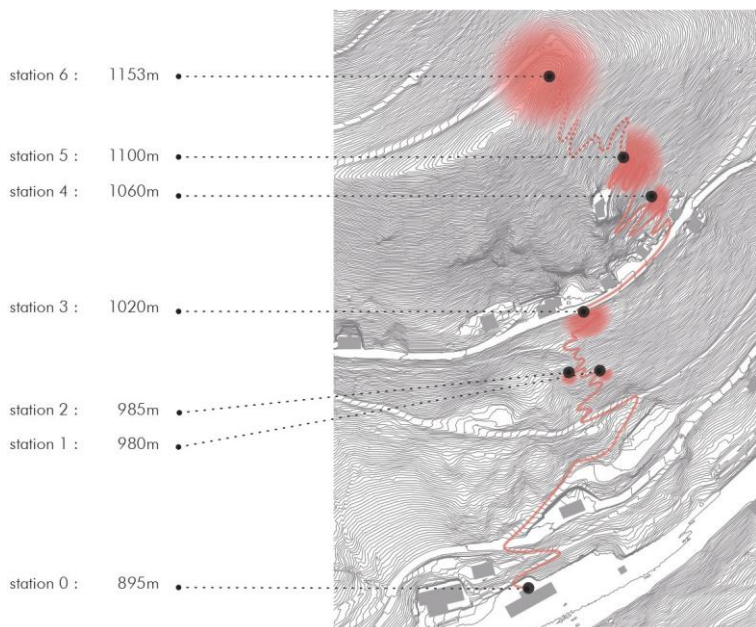 station 6 : 1153m
station 5 : 1100m
station 4 : 1060m
station 3 : 1020m
station 2 : 985m
station 1 : 980m
station 0 : 895m